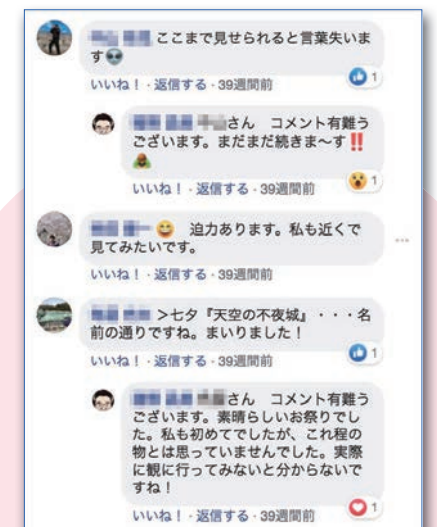 ここまで見せられると言葉失いま
す👽
いいね！・返信する・39週間前
1
さん　コメント有難う
ございます。まだまだ続きま〜す‼️
いいね！・返信する・39週間前
1
😄　迫力あります。私も近くで
見てみたいです。
いいね！・返信する・39週間前
＞七夕『天空の不夜城』・・・名
前の通りですね。まいりました！
いいね！・返信する・39週間前
1
さん　コメント有難う
ございます。素晴らしいお祭りでし
た。私も初めてでしたが、これ程の
物とは思っていませんでした。実際
に観に行ってみないと分からないで
すね！
いいね！・返信する・39週間前
1